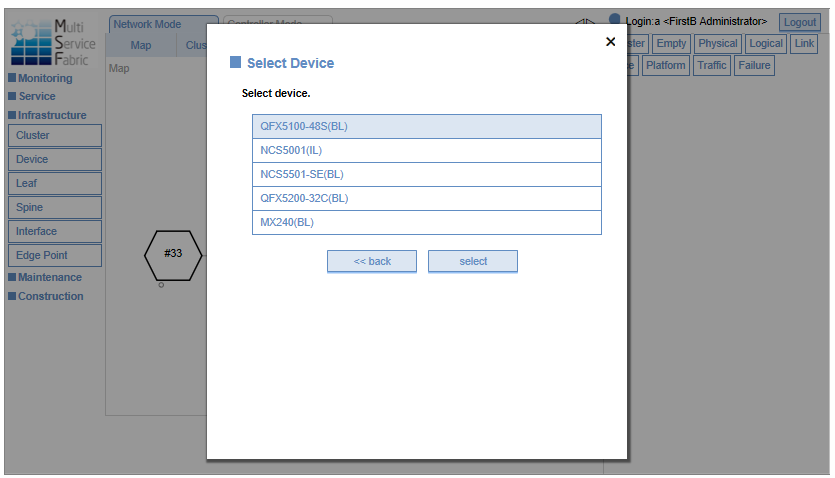 Multi
Service
Fabric
Network Mode
Controller Mode
Login:a <FirstB Administrator>
Logout
Map
Empty
Physical
Logical
Link
Platform
Traffic
Failure
Map
Monitoring
Service
Infrastructure
Cluster
Device
Leaf
Spine
Interface
Edge Point
Maintenance
Construction
#33
×
Select Device
Select device.
QFX5100-48S(BL)
NCS5001(IL)
NCS5501-SE(BL)
QFX5200-32C(BL)
MX240(BL)
<< back
select